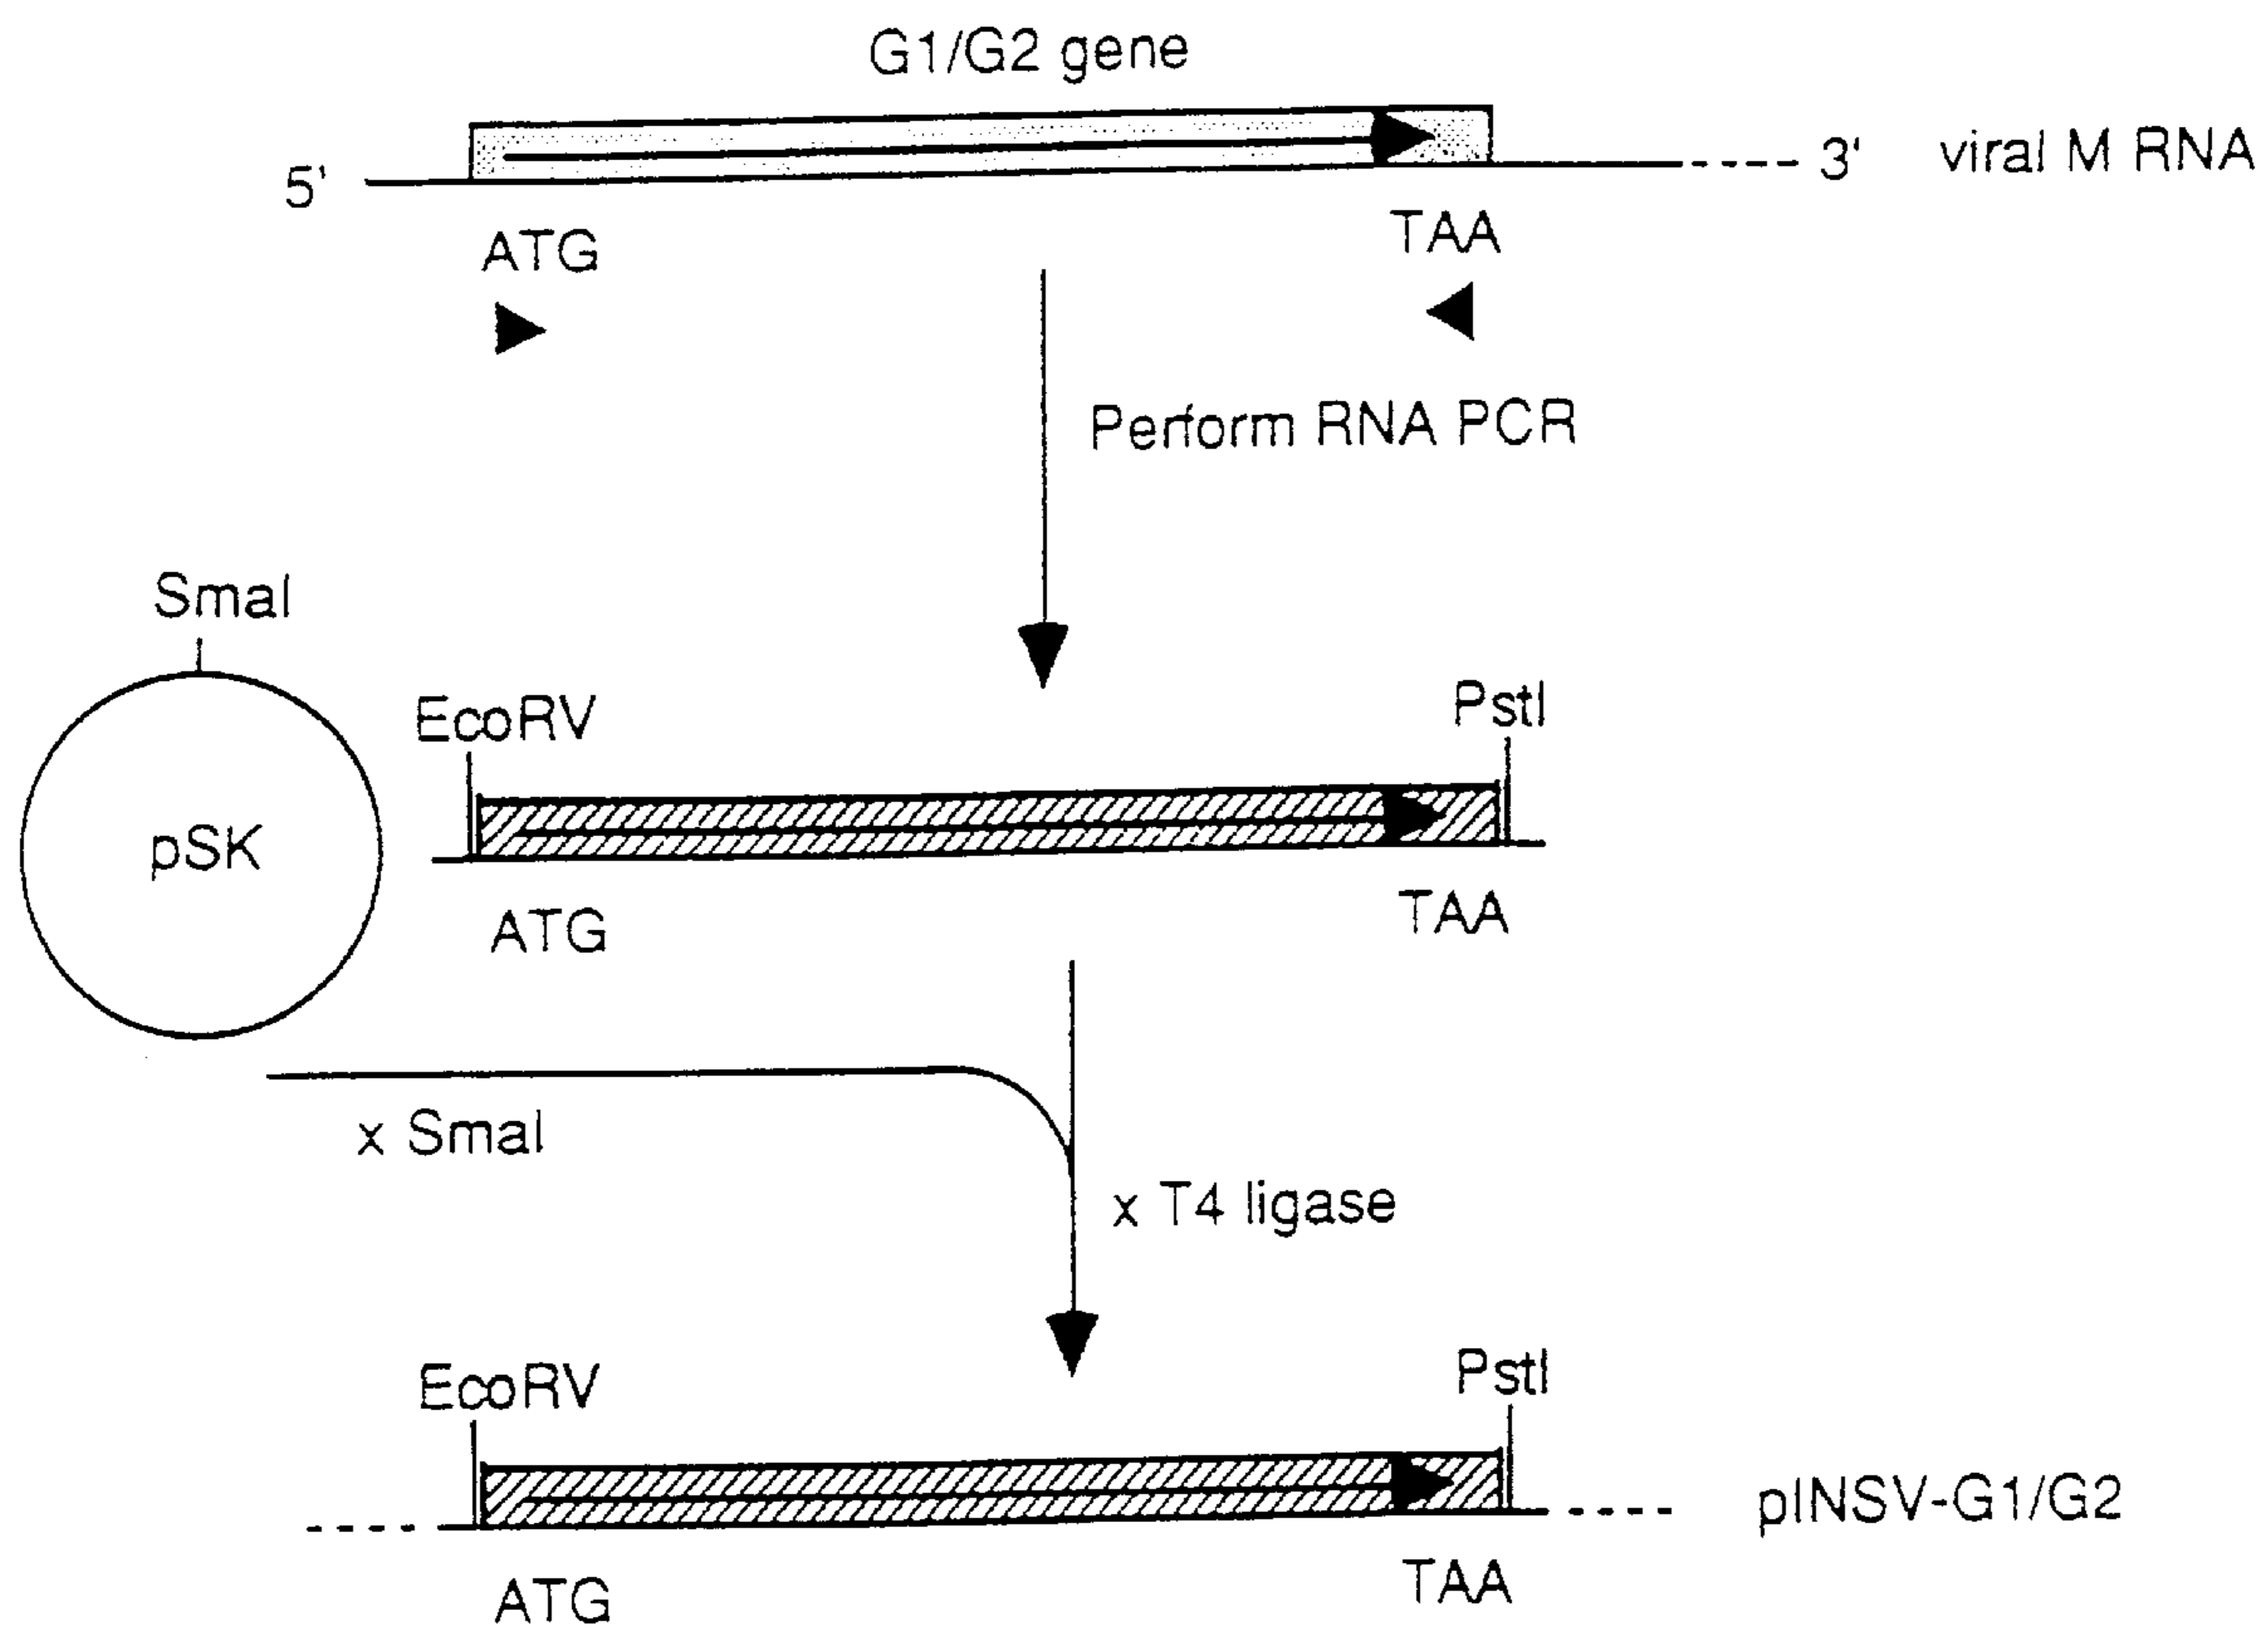 G1/G2 gene
5'
3'
viral M RNA
ATG
TAA
Perform RNA PCR
SmaI
pSK
EcoRV
PstI
ATG
TAA
x SmaI
x T4 ligase
EcoRV
PstI
pINSV-G1/G2
ATG
TAA